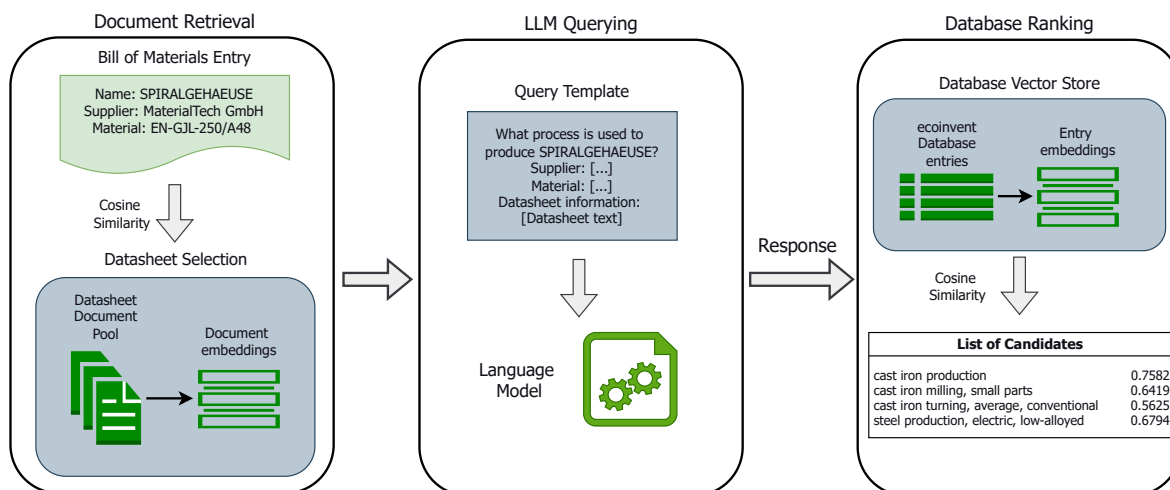 Document Retrieval
Bill of Materials Entry
Name: SPIRALGEHAEUSE
Supplier: MaterialTech GmbH
Material: EN-GJL-250/A48
Cosine
Similarity
Datasheet Selection
Datasheet
Document
Pool
Document
embeddings
LLM Querying
Query Template
What process is used to
produce SPIRALGEHAEUSE?
Supplier: [...]
Material: [...]
Datasheet information:
[Datasheet text]
Language
Model
Response
Database Ranking
Database Vector Store
ecoinvent
Database
entries
Entry
embeddings
Cosine
Similarity
List of Candidates
cast iron production 0.7582
cast iron milling, small parts 0.6419
cast iron turning, average, conventional 0.5625
steel production, electric, low-alloyed 0.6794